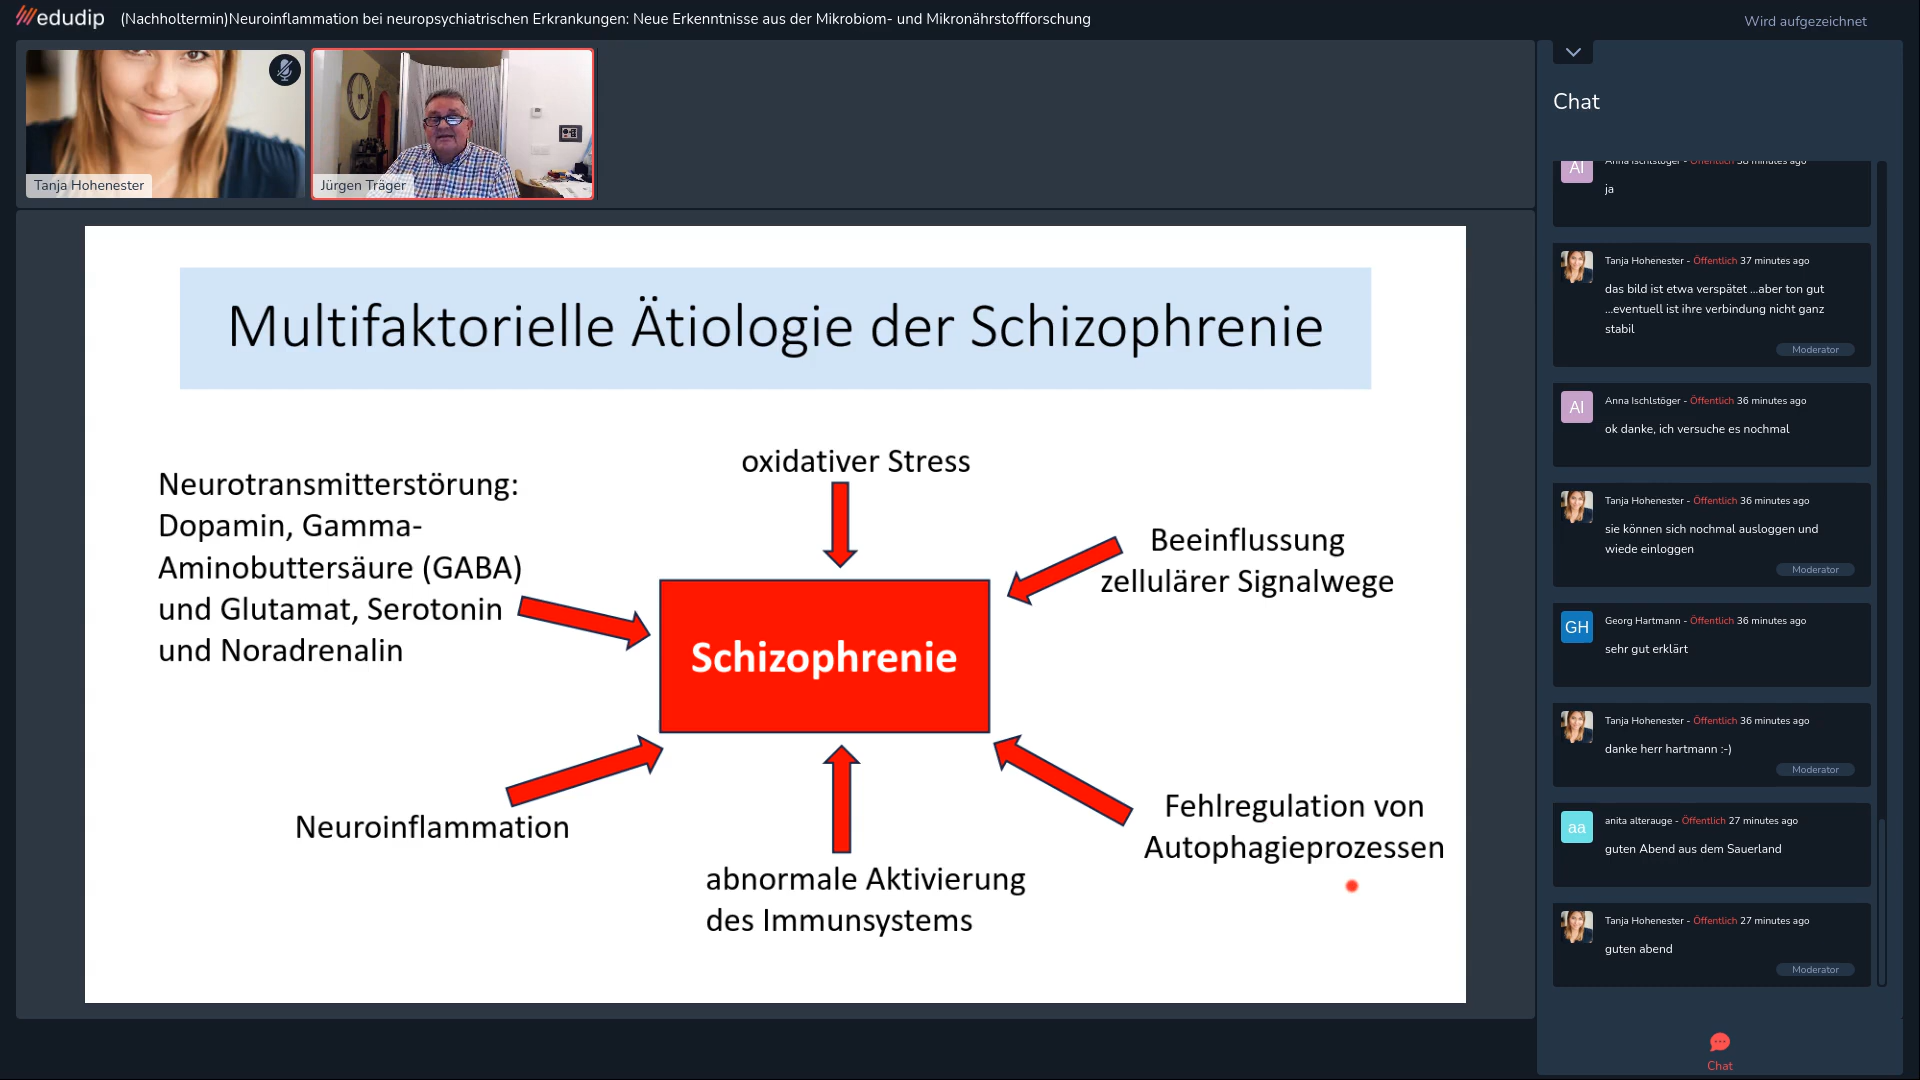 edudip
(Nachholtermin)Neuroinflammation bei neuropsychiatrischen Erkrankungen: Neue Erkenntnisse aus der Mikrobiom- und Mikronährstoffforschung
Wird aufgezeichnet
Tanja Hohenester
Jürgen Träger
Multifaktorielle Ätiologie der Schizophrenie
oxidativer Stress
Neurotransmitterstörung:
Dopamin, Gamma-
Aminobuttersäure (GABA)
und Glutamat, Serotonin
und Noradrenalin
Beeinflussung
zellulärer Signalwege
Schizophrenie
Neuroinflammation
abnormale Aktivierung
des Immunsystems
Fehlregulation von
Autophagieprozessen
Chat
AI
Anna Ischlstöger - Öffentlich 38 minutes ago
ja
Tanja Hohenester - Öffentlich 37 minutes ago
das bild ist etwa verspätet ...aber ton gut
...eventuell ist ihre verbindung nicht ganz
stabil
Moderator
AI
Anna Ischlstöger - Öffentlich 36 minutes ago
ok danke, ich versuche es nochmal
Tanja Hohenester - Öffentlich 36 minutes ago
sie können sich nochmal ausloggen und
wiede einloggen
Moderator
GH
Georg Hartmann - Öffentlich 36 minutes ago
sehr gut erklärt
Tanja Hohenester - Öffentlich 36 minutes ago
danke herr hartmann :-)
Moderator
aa
anita alterauge - Öffentlich 27 minutes ago
guten Abend aus dem Sauerland
Tanja Hohenester - Öffentlich 27 minutes ago
guten abend
Moderator
Chat